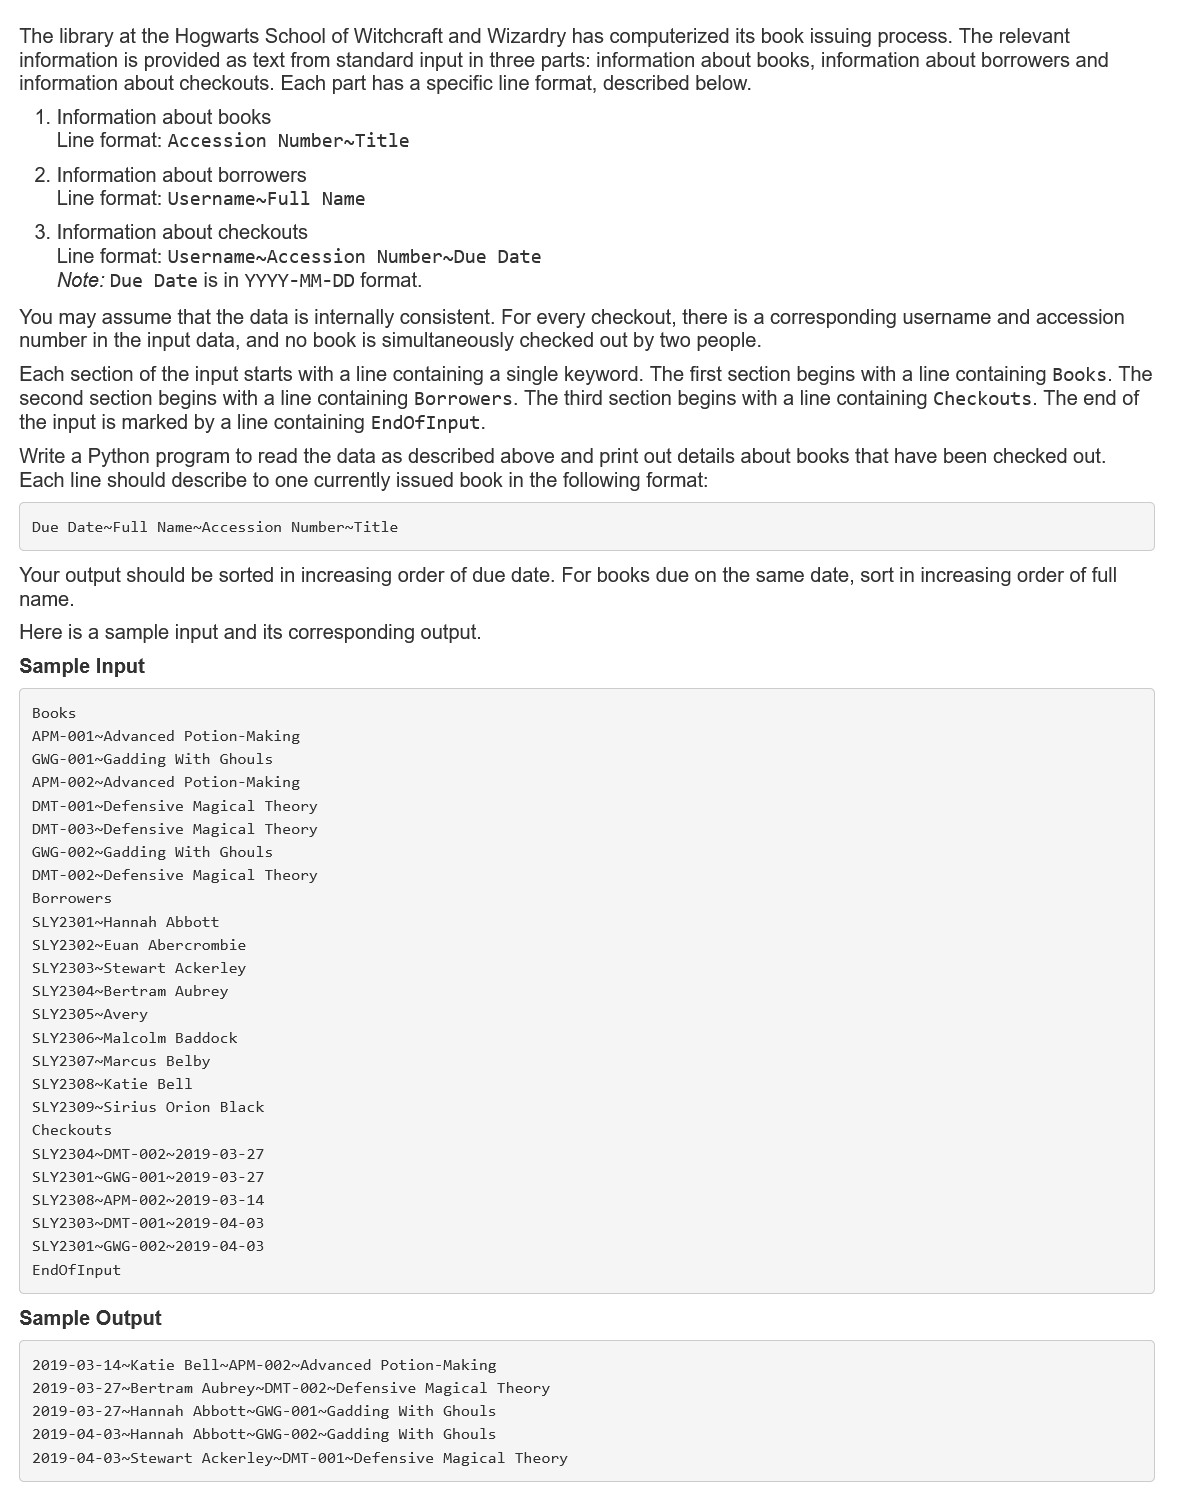 The library at the Hogwarts School of Witchcraft and Wizardry has computerized its book issuing process. The relevant
information is provided as text from standard input in three parts: information about books, information about borrowers and
information about checkouts. Each part has a specific line format, described below.
1. Information about books
Line format: Accession Number~Title
2. Information about borrowers
Line format: Username~Full Name
3. Information about checkouts
Line format: Username~Accession Number~Due Date
Note: Due Date is in YYYY-MM-DD format.
You may assume that the data is internally consistent. For every checkout, there is a corresponding username and accession
number in the input data, and no book is simultaneously checked out by two people.
Each section of the input starts with a line containing a single keyword. The first section begins with a line containing Books. The
second section begins with a line containing Borrowers. The third section begins with a line containing Checkouts. The end of
the input is marked by a line containing EndOfInput.
Write a Python program to read the data as described above and print out details about books that have been checked out.
Each line should describe to one currently issued book in the following format:
Due Date~Full Name~Accession Number~Title
Your output should be sorted in increasing order of due date. For books due on the same date, sort in increasing order of full
name.
Here is a sample input and its corresponding output.
Sample Input
Books
APM-001~Advanced Potion-Making
GWG-001~Gadding With Ghouls
APM-002~Advanced Potion-Making
DMT-001~Defensive Magical Theory
DMT-003~Defensive Magical Theory
GWG-002~Gadding With Ghouls
DMT-002~Defensive Magical Theory
Borrowers
SLY2301~Hannah Abbott
SLY2302~Euan Abercrombie
SLY2303~Stewart Ackerley
SLY2304~Bertram Aubrey
SLY2305~Avery
SLY2306~Malcolm Baddock
SLY2307~Marcus Belby
SLY2308~Katie Bell
SLY2309~Sirius Orion Black
Checkouts
SLY2304~DMT-002~2019-03-27
SLY2301~GWG-001~2019-03-27
SLY2308~APM-002~2019-03-14
SLY2303~DMT-001~2019-04-03
SLY2301~GWG-002~2019-04-03
EndOfInput
Sample Output
2019-03-14~Katie Bell~APM-002~Advanced Potion-Making
2019-03-27~Bertram Aubrey~DMT-002~Defensive Magical Theory
2019-03-27~Hannah Abbott~GWG-001~Gadding With Ghouls
2019-04-03~Hannah Abbott~GWG-002~Gadding With Ghouls
2019-04-03~Stewart Ackerley~DMT-001~Defensive Magical Theory